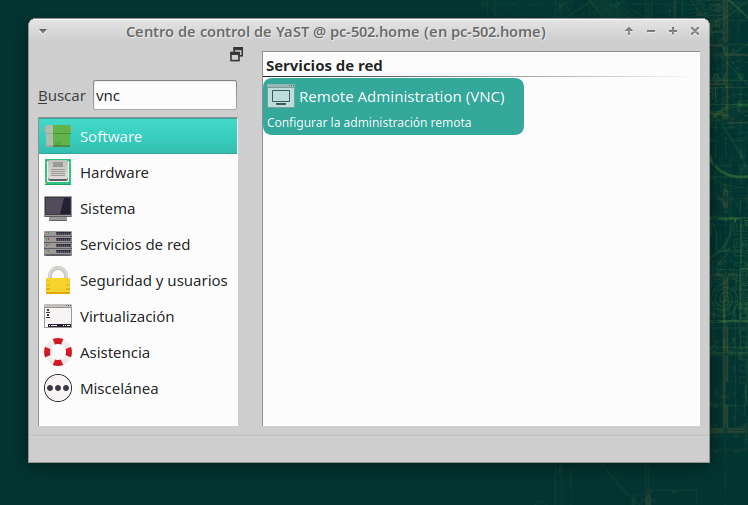 Centro de control de YaST @ pc-502.home (en pc-502.home)
Buscar vnc
Software
Hardware
Sistema
Servicios de red
Seguridad y usuarios
Virtualización
Asistencia
Miscelánea
Servicios de red
Remote Administration (VNC)
Configurar la administración remota